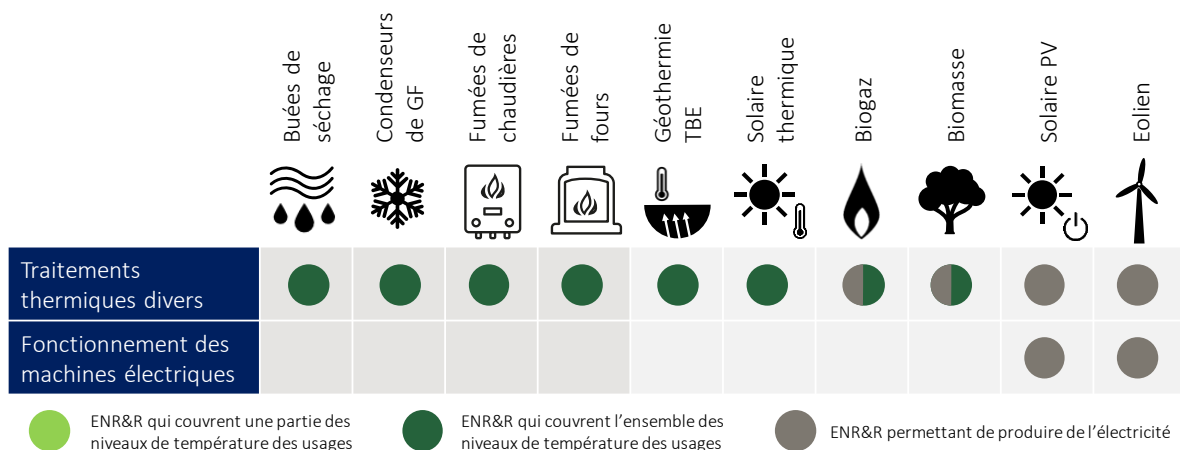 Buées de
séchage
Condenseurs
de GF
Fumées de
chaudières
Fumées de
fours
Géothermie
TBE
Solaire
thermique
Biogaz
Biomasse
Solaire PV
Eolien
Traitements
thermiques divers
Fonctionnement des
machines électriques
ENR&R qui couvrent une partie des
niveaux de température des usages
ENR&R qui couvrent l’ensemble des
niveaux de température des usages
ENR&R permettant de produire de l’électricité